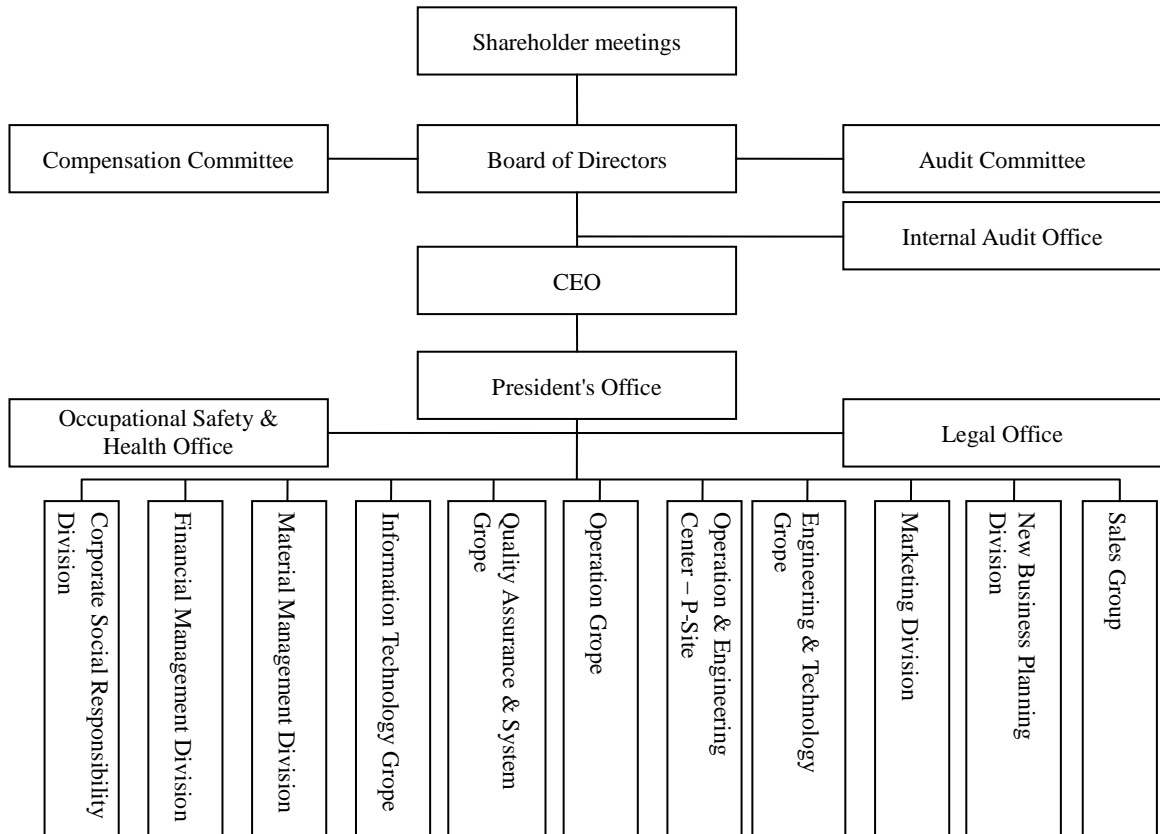 Shareholder meetings
Compensation Committee
Board of Directors
Audit Committee
Internal Audit Office
CEO
President's Office
Occupational Safety &
Health Office
Legal Office
Corporate Social Responsibility
Division
Financial Management Division
Material Management Division
Information Technology Grope
Quality Assurance & System
Grope
Operation Grope
Operation & Engineering
Center – P-Site
Engineering & Technology
Grope
Marketing Division
New Business Planning
Division
Sales Group